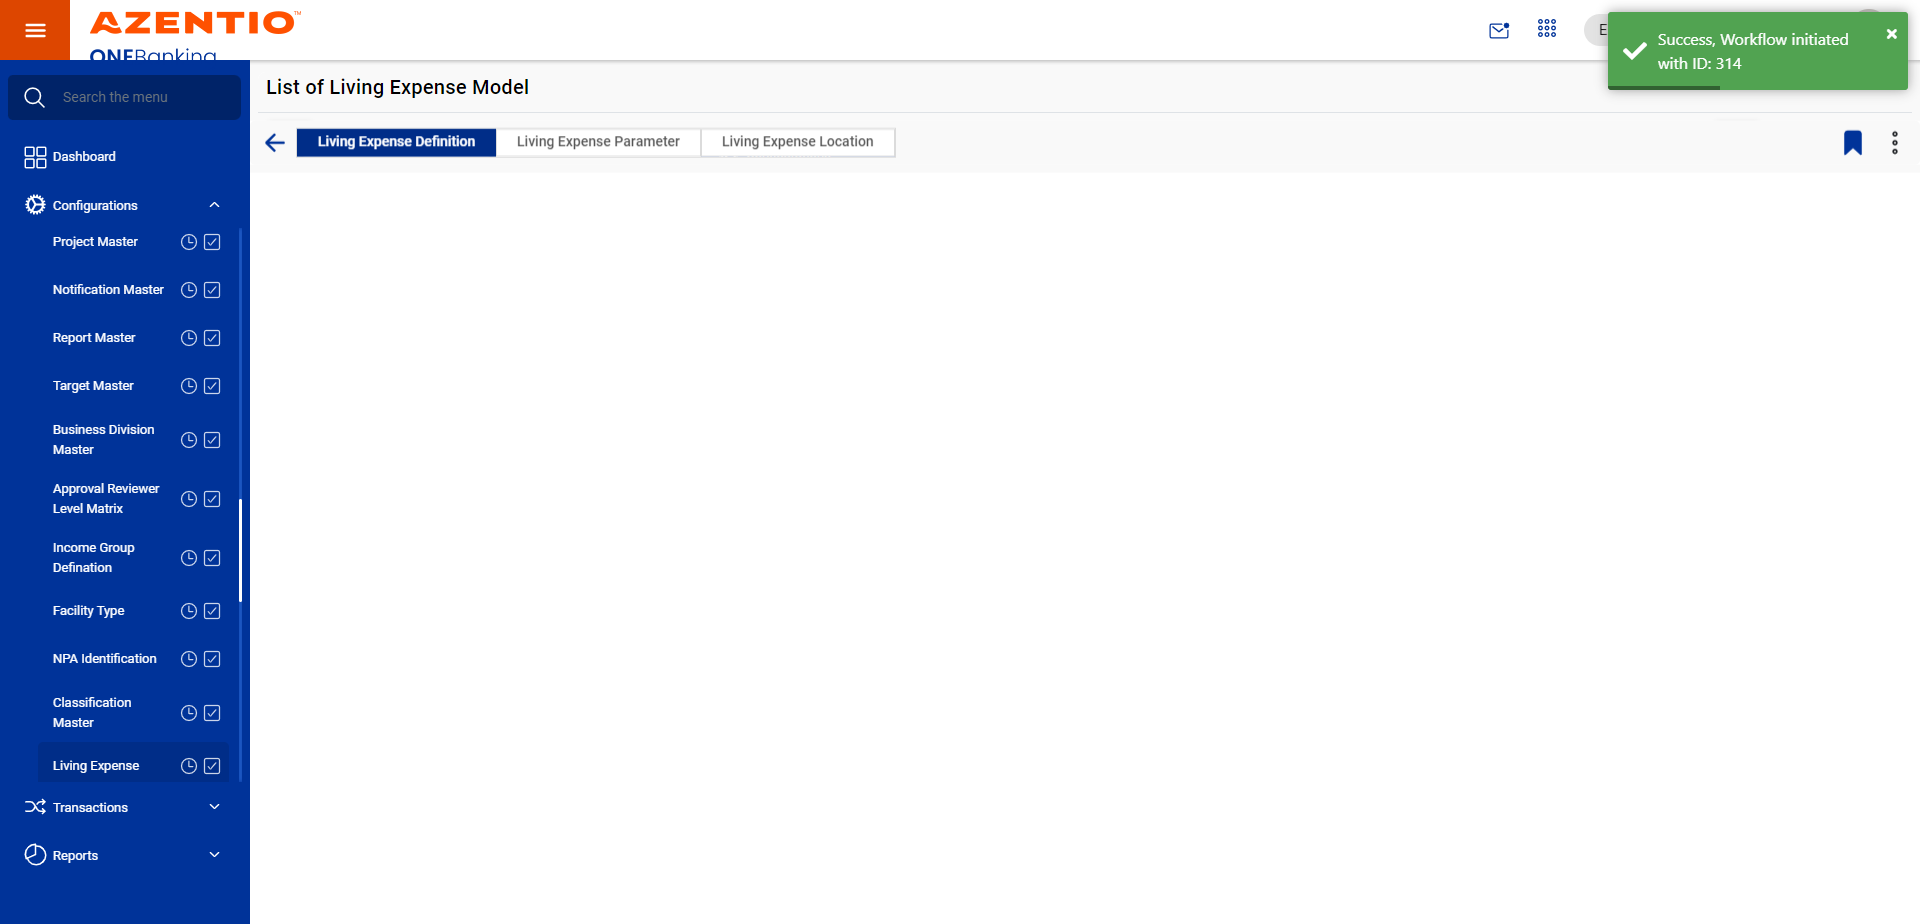 AZENTIO™
ONEBanking
E
Success, Workflow initiated
with ID: 314
Search the menu
List of Living Expense Model
Living Expense Definition
Living Expense Parameter
Living Expense Location
Dashboard
Configurations
Project Master
Notification Master
Report Master
Target Master
Business Division
Master
Approval Reviewer
Level Matrix
Income Group
Defination
Facility Type
NPA Identification
Classification
Master
Living Expense
Transactions
Reports